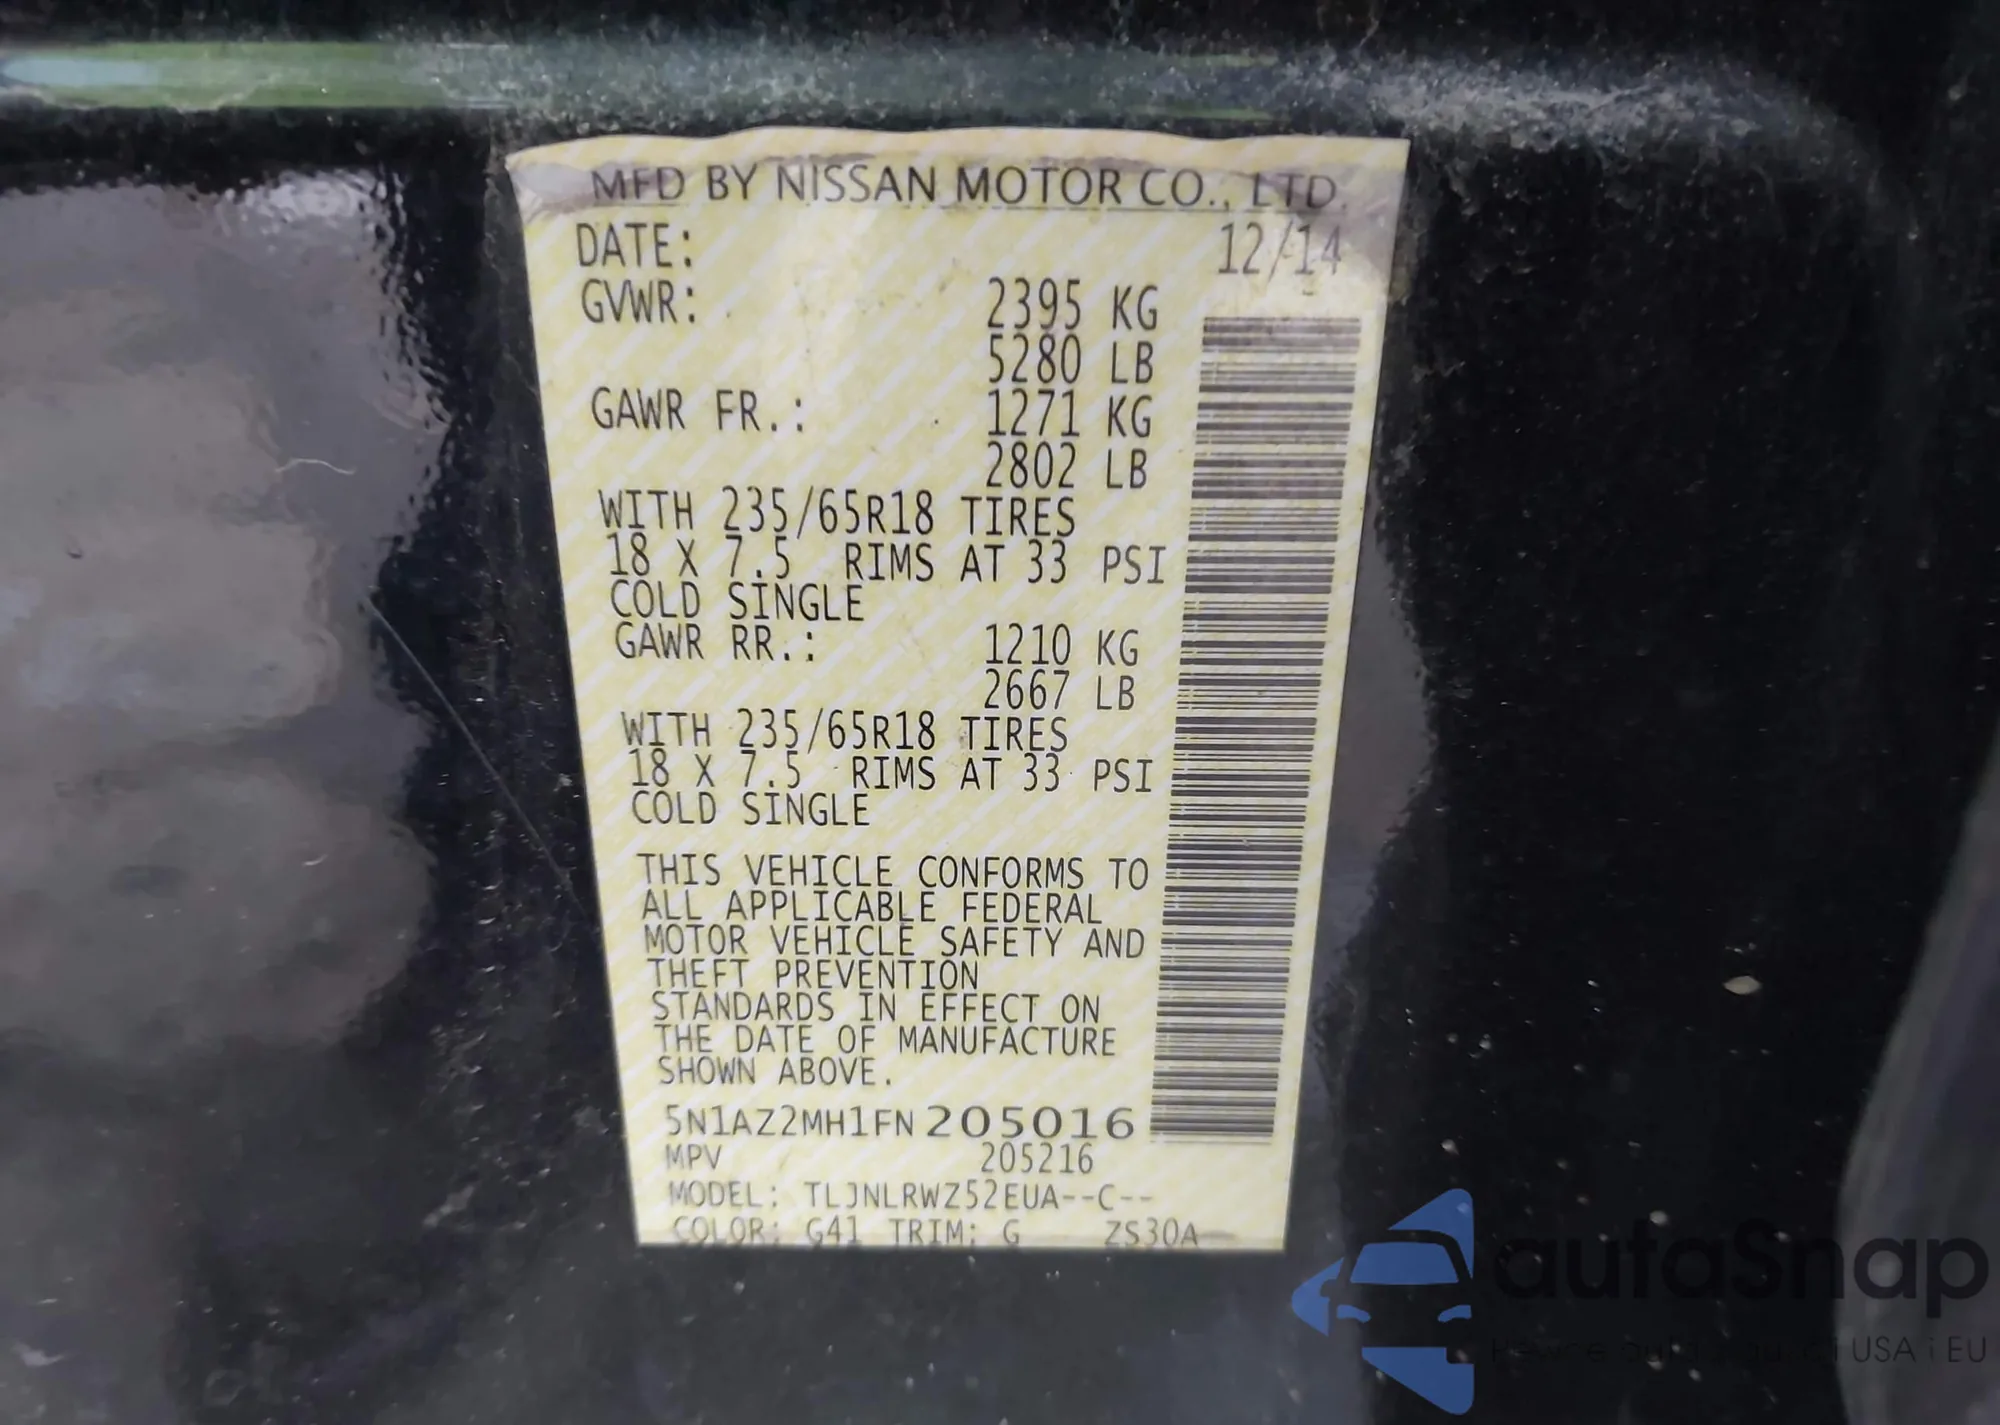 MFD BY NISSAN MOTOR CO., LTD.
DATE: 12/14
GVWR: 2395 KG
5280 LB
GAWR FR.: 1271 KG
2802 LB
WITH 235/65R18 TIRES
18 X 7.5 RIMS AT 33 PSI
COLD SINGLE
GAWR RR.: 1210 KG
2667 LB
WITH 235/65R18 TIRES
18 X 7.5 RIMS AT 33 PSI
COLD SINGLE
THIS VEHICLE CONFORMS TO
ALL APPLICABLE FEDERAL
MOTOR VEHICLE SAFETY AND
THEFT PREVENTION
STANDARDS IN EFFECT ON
THE DATE OF MANUFACTURE
SHOWN ABOVE.
5N1AZ2MH1FN205016
MPV 205216
MODEL: TLJNLRWZ52EUA--C--
COLOR: G41 TRIM: G ZS30A
autaSnap
i USA i EU